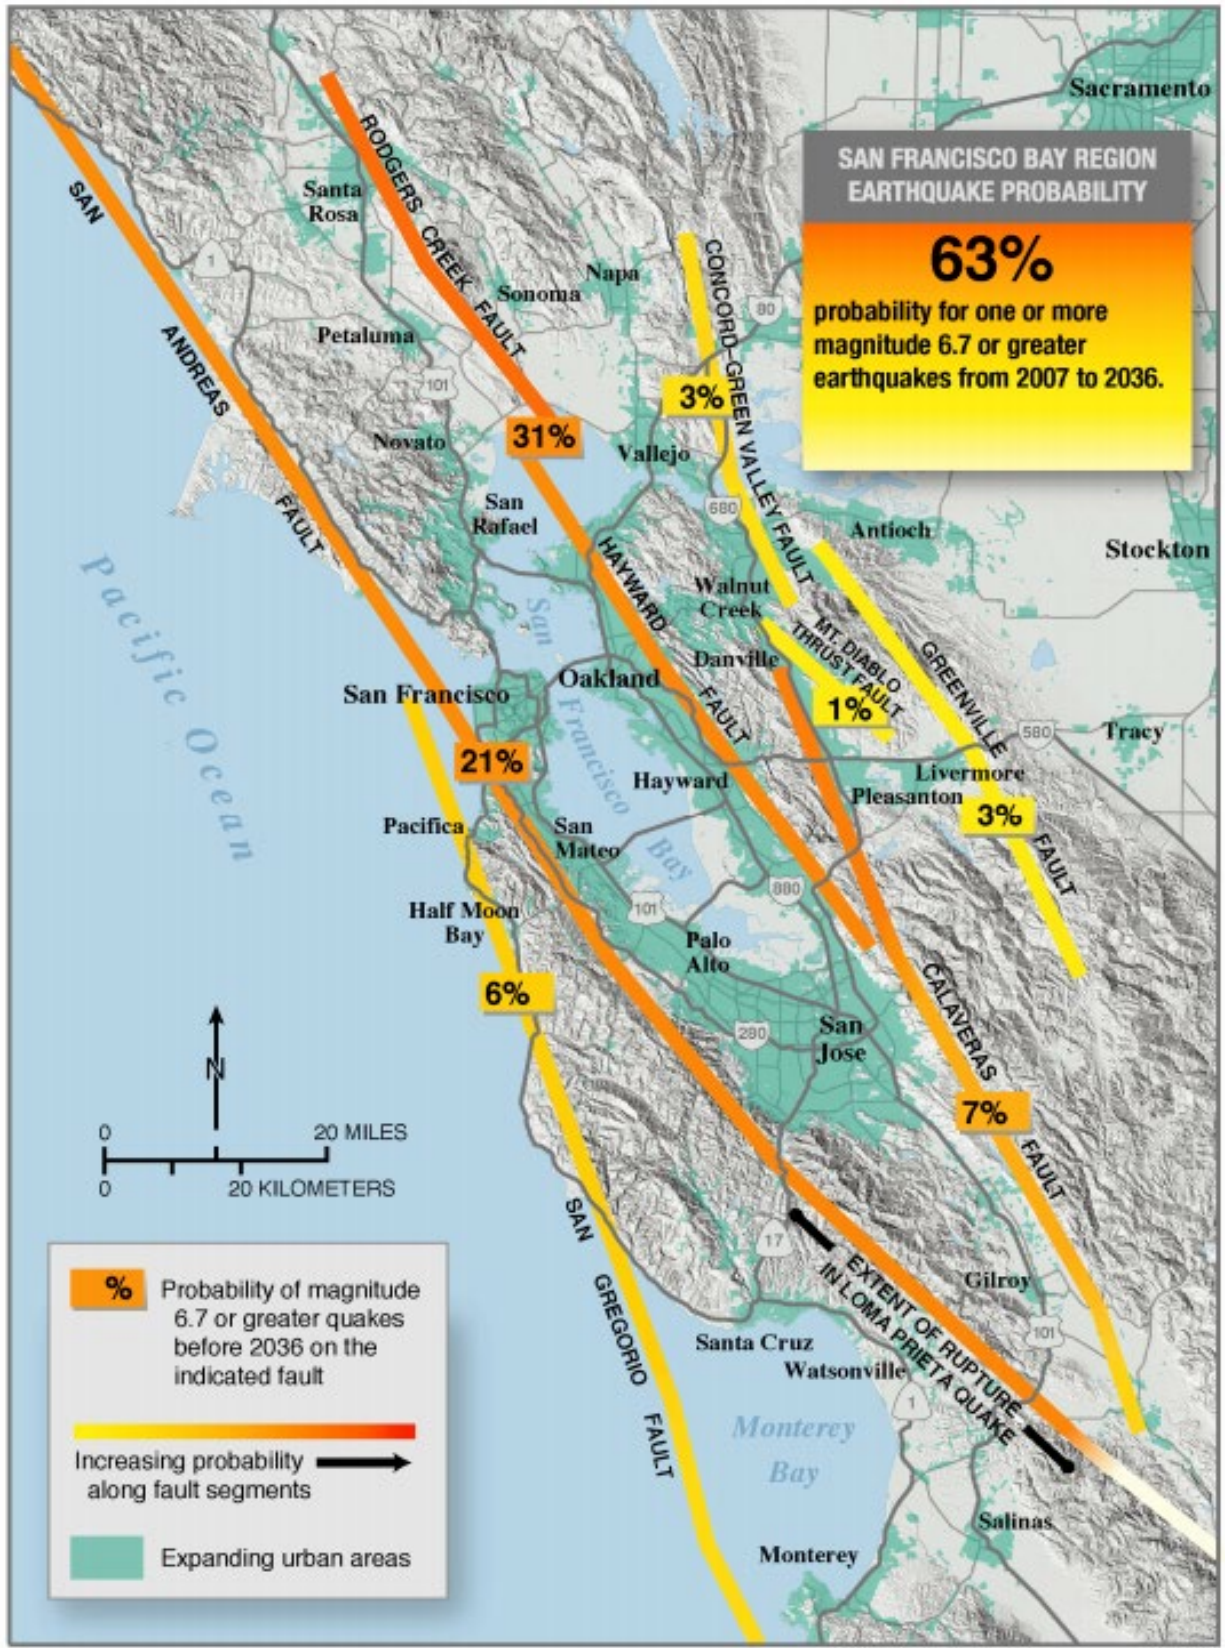 Sacramento
SAN FRANCISCO BAY REGION
EARTHQUAKE PROBABILITY
63%
probability for one or more
magnitude 6.7 or greater
earthquakes from 2007 to 2036.
SAN ANDREAS FAULT
RODGERS CREEK FAULT
Santa
Rosa
1
Napa
Sonoma
CONCORD–GREEN VALLEY FAULT
80
Petaluma
101
3%
31%
Novato
Vallejo
San
Rafael
680
Antioch
Stockton
HAYWARD FAULT
Walnut
Creek
MT. DIABLO
THRUST FAULT
GREENVILLE FAULT
Pacific Ocean
San Francisco Bay
Danville
Oakland
San Francisco
1%
580
Tracy
21%
Hayward
Livermore
Pleasanton
3%
Pacifica
San
Mateo
880
101
Half Moon
Bay
Palo
Alto
6%
280
San
Jose
CALAVERAS FAULT
7%
N
0 20 MILES
0 20 KILOMETERS
SAN GREGORIO FAULT
17
EXTENT OF RUPTURE
IN LOMA PRIETA QUAKE
Gilroy
101
Santa Cruz
Watsonville
1
Monterey
Bay
Salinas
Monterey
%
Probability of magnitude
6.7 or greater quakes
before 2036 on the
indicated fault
Increasing probability
along fault segments
Expanding urban areas